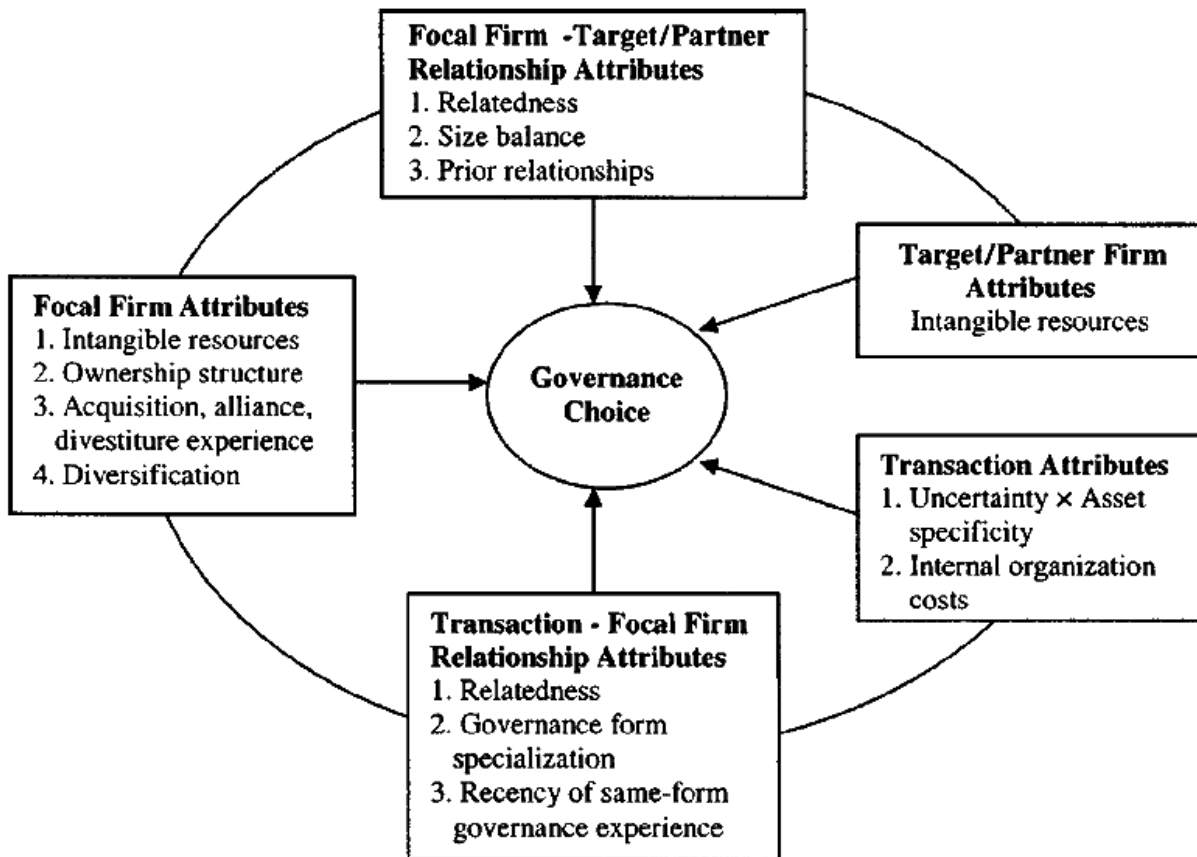 Focal Firm -Target/Partner
Relationship Attributes
1. Relatedness
2. Size balance
3. Prior relationships
Target/Partner Firm
Attributes
Intangible resources
Focal Firm Attributes
1. Intangible resources
2. Ownership structure
3. Acquisition, alliance,
divestiture experience
4. Diversification
Governance
Choice
Transaction Attributes
1. Uncertainty × Asset
specificity
2. Internal organization
costs
Transaction - Focal Firm
Relationship Attributes
1. Relatedness
2. Governance form
specialization
3. Recency of same-form
governance experience